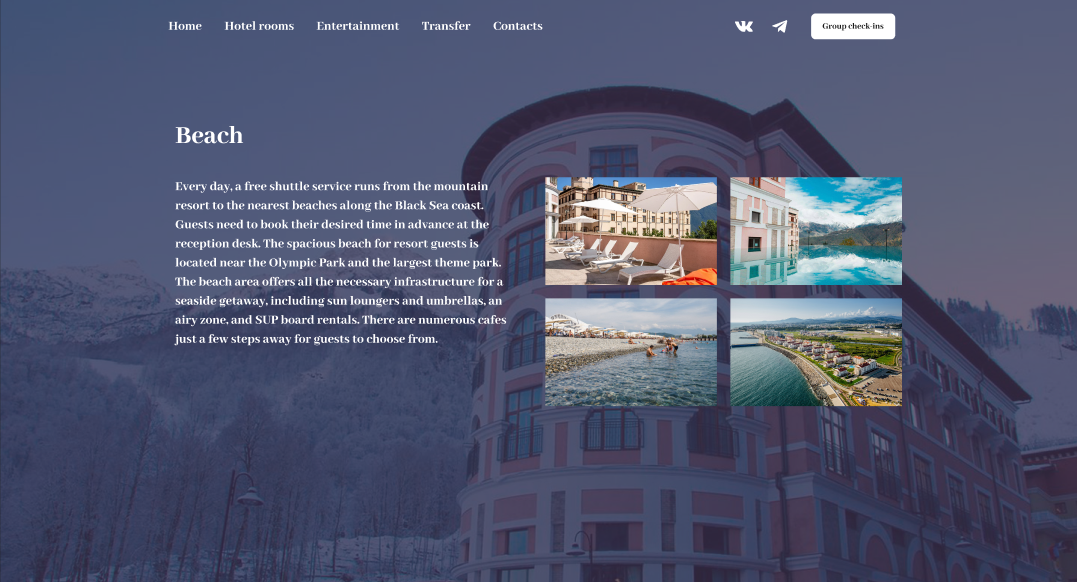 Home Hotel rooms Entertainment Transfer Contacts Group check-ins
Beach
Every day, a free shuttle service runs from the mountain
resort to the nearest beaches along the Black Sea coast.
Guests need to book their desired time in advance at the
reception desk. The spacious beach for resort guests is
located near the Olympic Park and the largest theme park.
The beach area offers all the necessary infrastructure for a
seaside getaway, including sun loungers and umbrellas, an
airy zone, and SUP board rentals. There are numerous cafes
just a few steps away for guests to choose from.